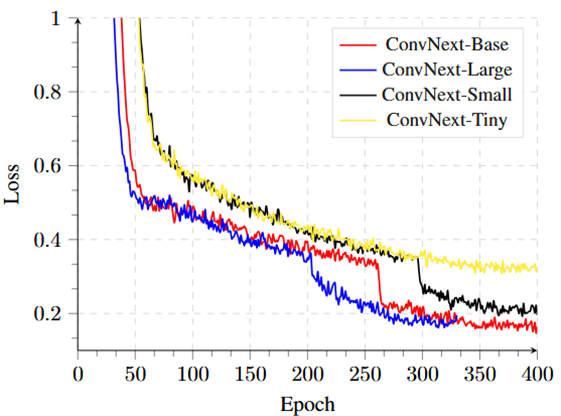 1
0.8
0.6
0.4
0.2
0 50 100 150 200 250 300 350 400
Loss
Epoch
ConvNext-Base
ConvNext-Large
ConvNext-Small
ConvNext-Tiny